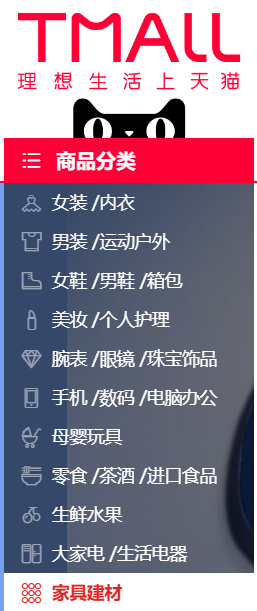 TMALL
理想生活上天猫
商品分类
女装 /内衣
男装 /运动户外
女鞋 /男鞋 /箱包
美妆 /个人护理
腕表 /眼镜 /珠宝饰品
手机 /数码 /电脑办公
母婴玩具
零食 /茶酒 /进口食品
生鲜水果
大家电 /生活电器
家具建材